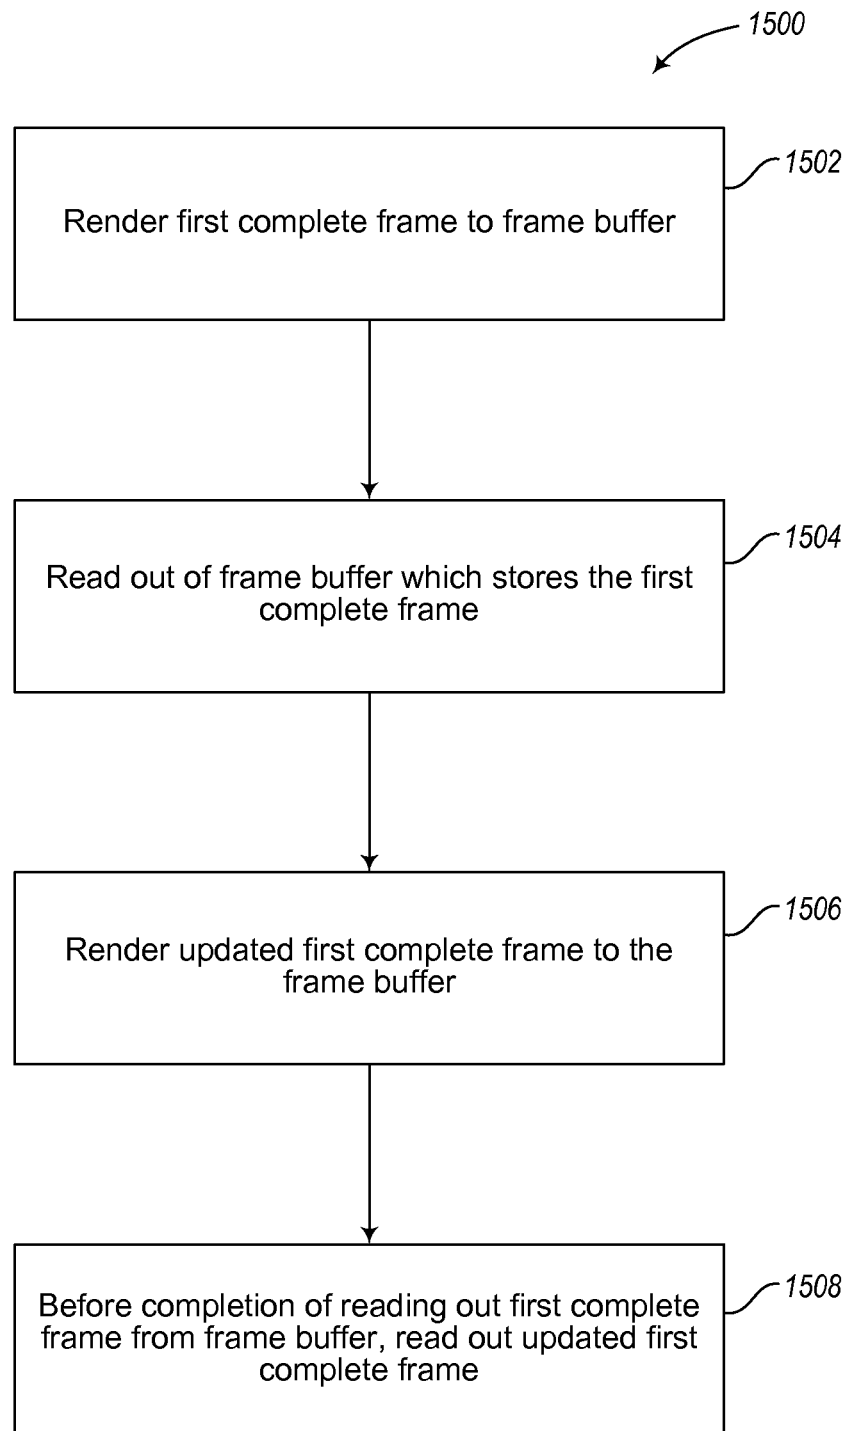 1500
1502
Render first complete frame to frame buffer
1504
Read out of frame buffer which stores the first
complete frame
1506
Render updated first complete frame to the
frame buffer
1508
Before completion of reading out first complete
frame from frame buffer, read out updated first
complete frame